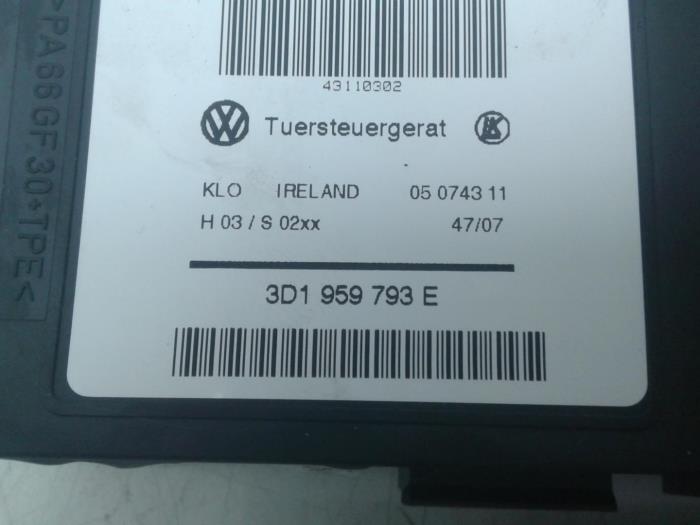 >PA66GF30+TPE<
43110302
Tuersteuergerat
KLO IRELAND 05 0743 11
H 03 / S 02xx 47/07
3D1 959 793 E